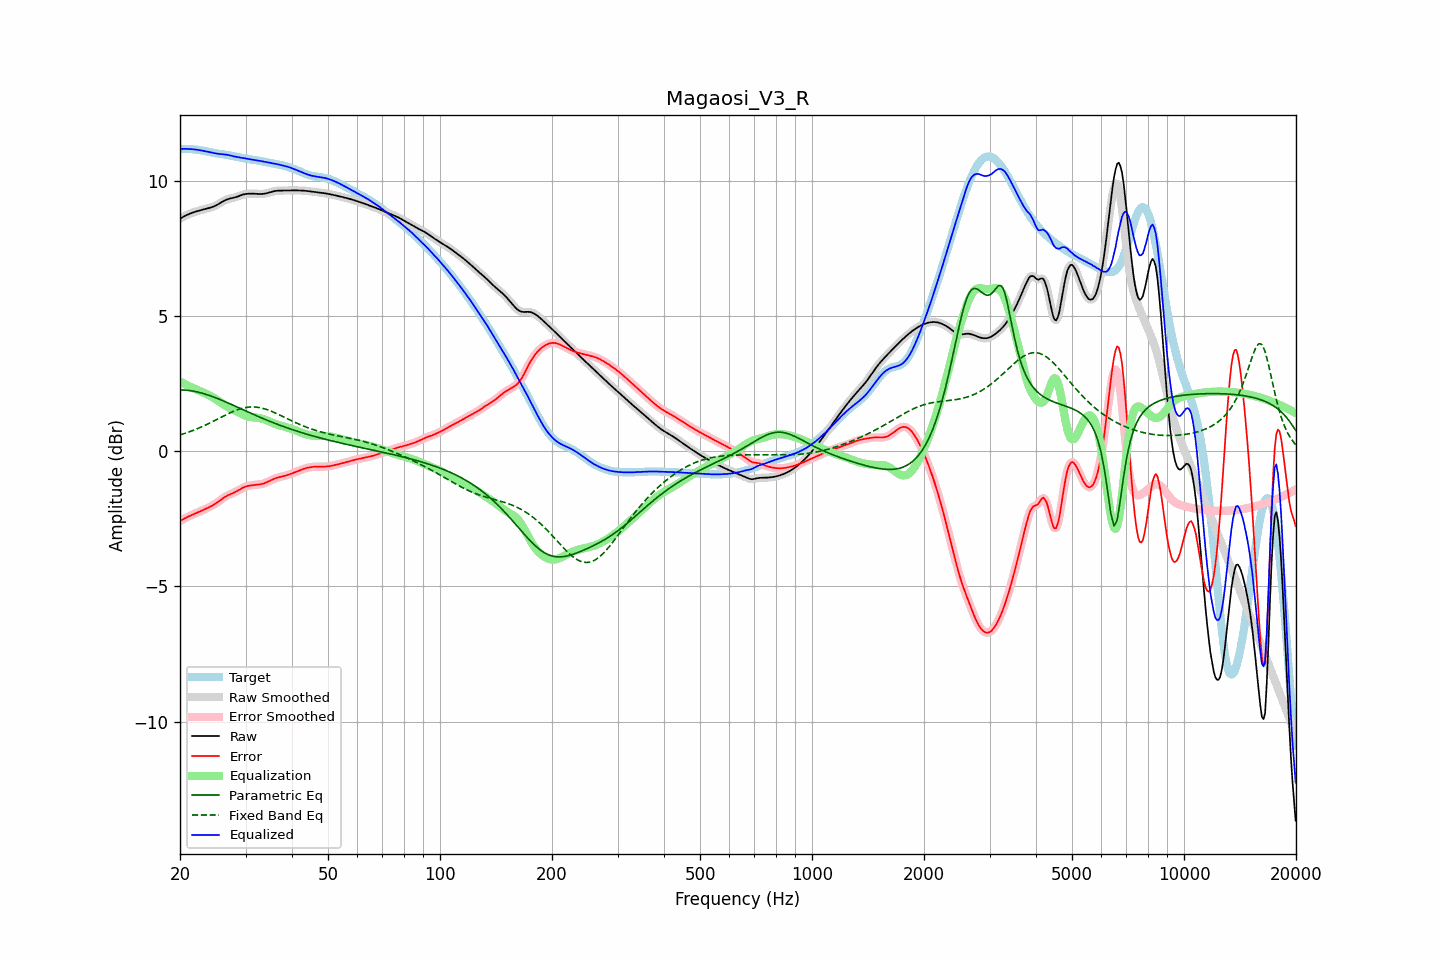 Magaosi_V3_R
Amplitude (dBr)
10
5
0
−5
−10
Target
Raw Smoothed
Error Smoothed
Raw
Error
Equalization
Parametric Eq
Fixed Band Eq
Equalized
20 50 100 200 500 1000 2000 5000 10000 20000
Frequency (Hz)